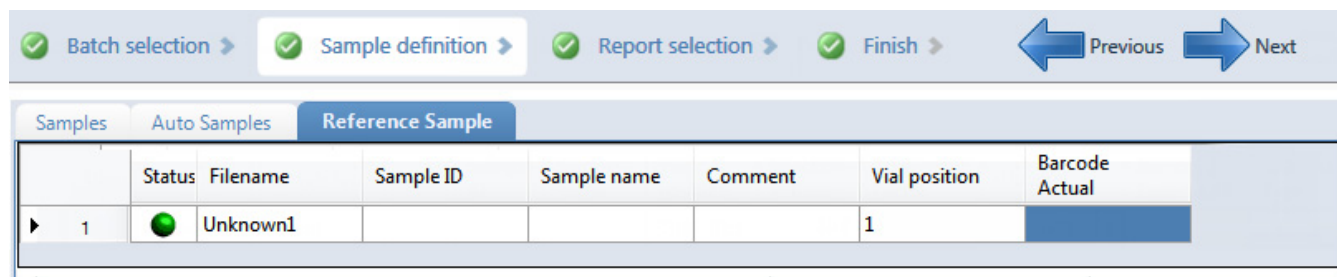 Batch selection Sample definition Report selection Finish Previous Next
Samples Auto Samples Reference Sample
Status Filename Sample ID Sample name Comment Vial position Barcode Actual
1 Unknown1 1